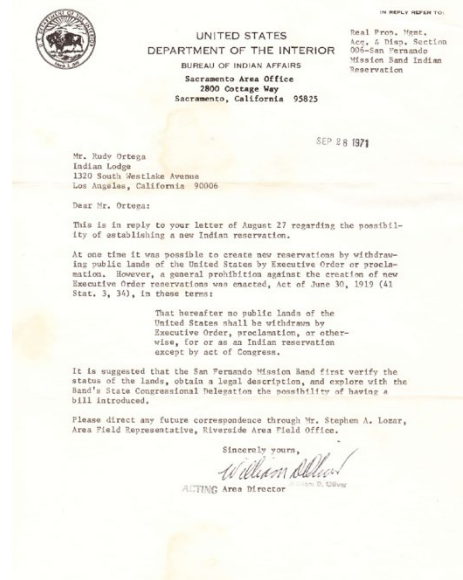 IN REPLY REFER TO:
UNITED STATES
DEPARTMENT OF THE INTERIOR
BUREAU OF INDIAN AFFAIRS
Sacramento Area Office
2800 Cottage Way
Sacramento, California 95825
Real Prop. Mgmt.
Acq. & Disp. Section
006-San Fernando
Mission Band Indian
Reservation
SEP 28 1971
Mr. Rudy Ortega
Indian Lodge
1320 South Westlake Avenue
Los Angeles, California 90006
Dear Mr. Ortega:
This is in reply to your letter of August 27 regarding the possibil-
ity of establishing a new Indian reservation.
At one time it was possible to create new reservations by withdraw-
ing public lands of the United States by Executive Order or procla-
mation. However, a general prohibition against the creation of new
Executive Order reservations was enacted, Act of June 30, 1919 (41
Stat. 3, 34), in these terms:
That hereafter no public lands of the
United States shall be withdrawn by
Executive Order, proclamation, or other-
wise, for or as an Indian reservation
except by act of Congress.
It is suggested that the San Fernando Mission Band first verify the
status of the lands, obtain a legal description, and explore with the
Band's State Congressional Delegation the possibility of having a
bill introduced.
Please direct any future correspondence through Mr. Stephen A. Lozar,
Area Field Representative, Riverside Area Field Office.
Sincerely yours,
William D.
ACTING Area Director